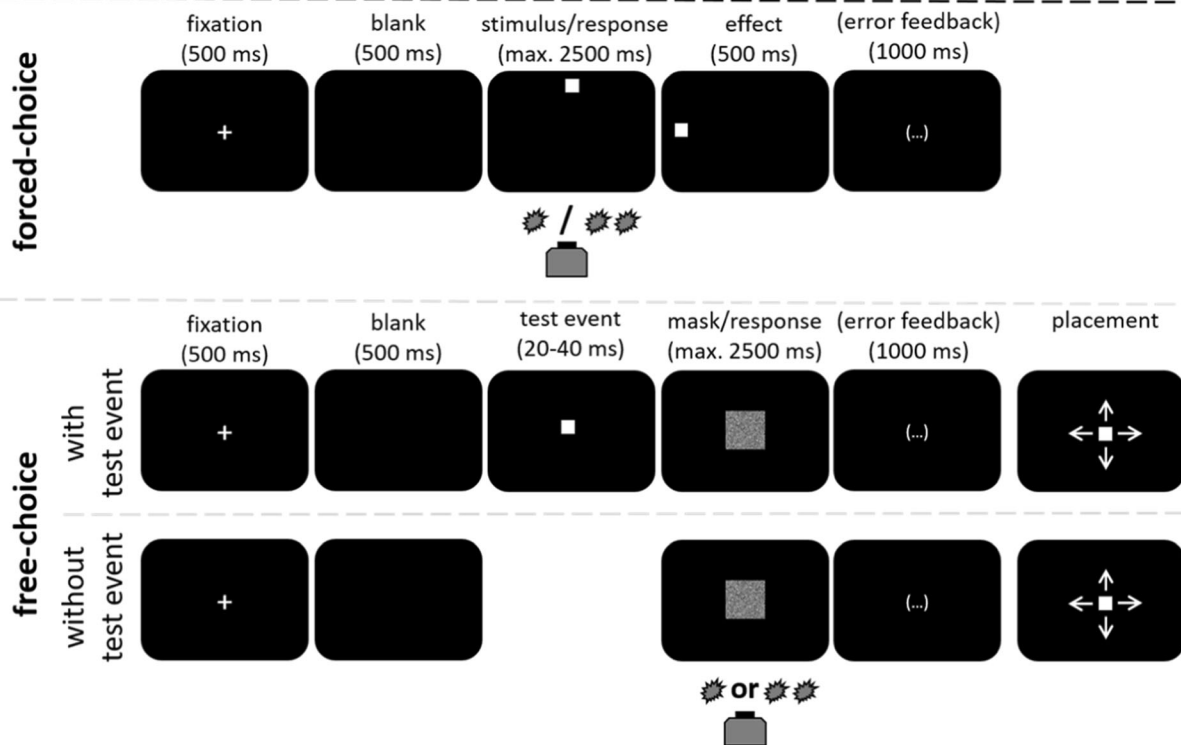 forced-choice
fixation
(500 ms)
blank
(500 ms)
stimulus/response
(max. 2500 ms)
effect
(500 ms)
(error feedback)
(1000 ms)
+
(...)
/
free-choice
with
test event
fixation
(500 ms)
blank
(500 ms)
test event
(20-40 ms)
mask/response
(max. 2500 ms)
(error feedback)
(1000 ms)
placement
+
(...)
without
test event
+
(...)
or